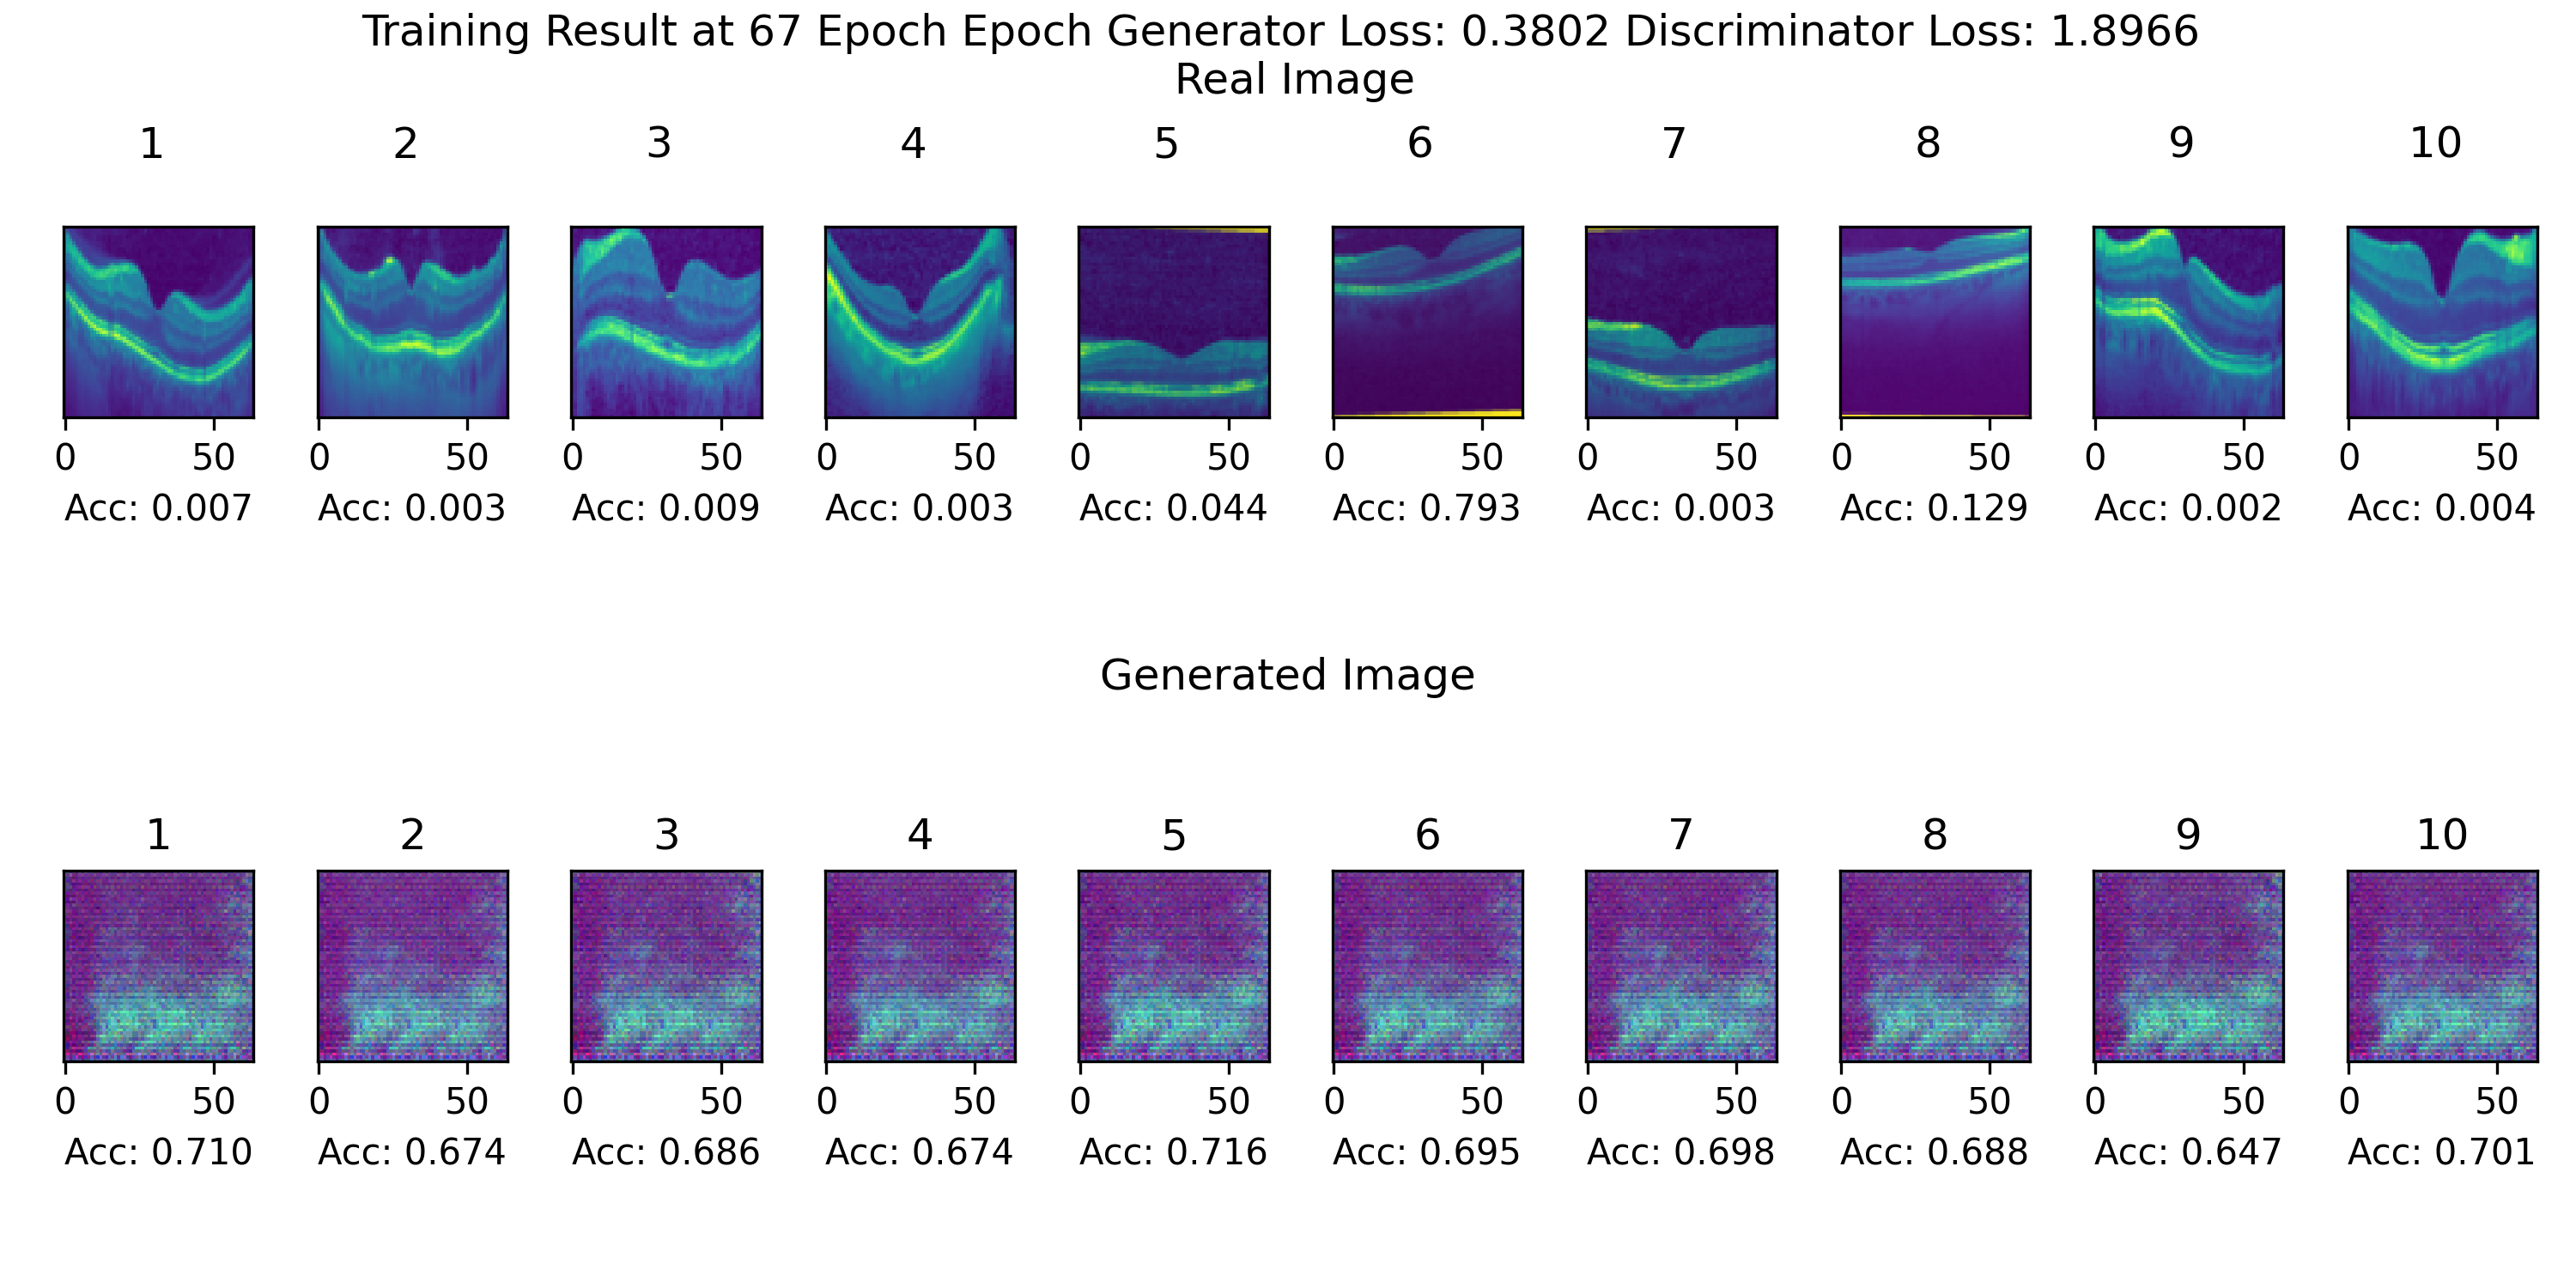 Training Result at 67 Epoch Epoch Generator Loss: 0.3802 Discriminator Loss: 1.8966
Real Image
1 2 3 4 5 6 7 8 9 10
0 50 0 50 0 50 0 50 0 50 0 50 0 50 0 50 0 50 0 50
Acc: 0.007 Acc: 0.003 Acc: 0.009 Acc: 0.003 Acc: 0.044 Acc: 0.793 Acc: 0.003 Acc: 0.129 Acc: 0.002 Acc: 0.004
Generated Image
1 2 3 4 5 6 7 8 9 10
0 50 0 50 0 50 0 50 0 50 0 50 0 50 0 50 0 50 0 50
Acc: 0.710 Acc: 0.674 Acc: 0.686 Acc: 0.674 Acc: 0.716 Acc: 0.695 Acc: 0.698 Acc: 0.688 Acc: 0.647 Acc: 0.701